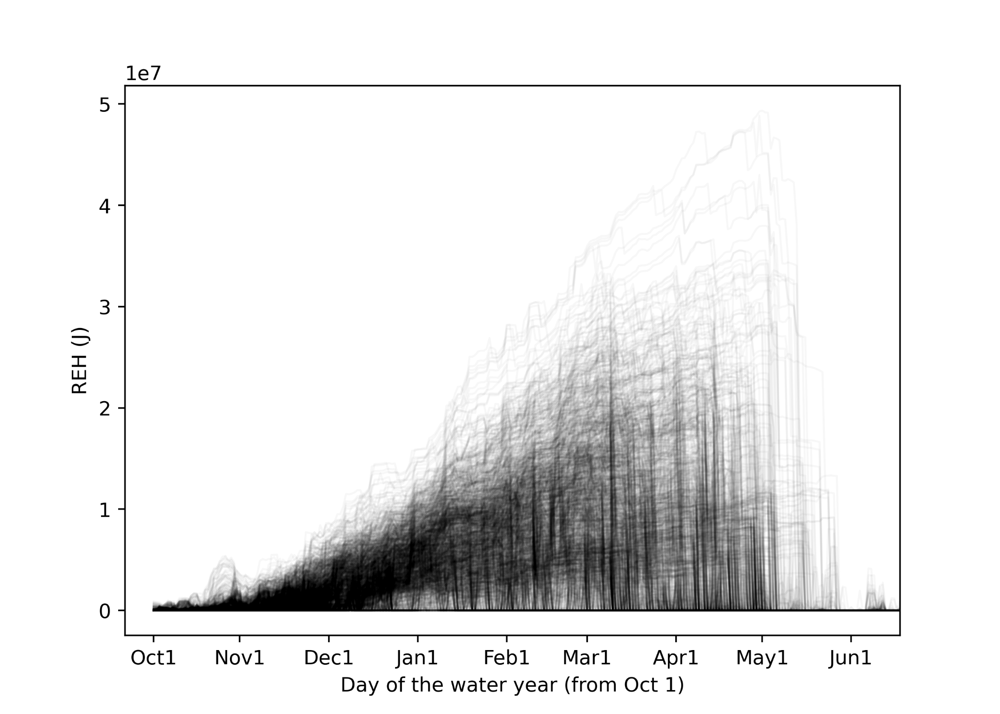 1e7
5
4
3
2
1
0
REH (J)
Oct1 Nov1 Dec1 Jan1 Feb1 Mar1 Apr1 May1 Jun1
Day of the water year (from Oct 1)